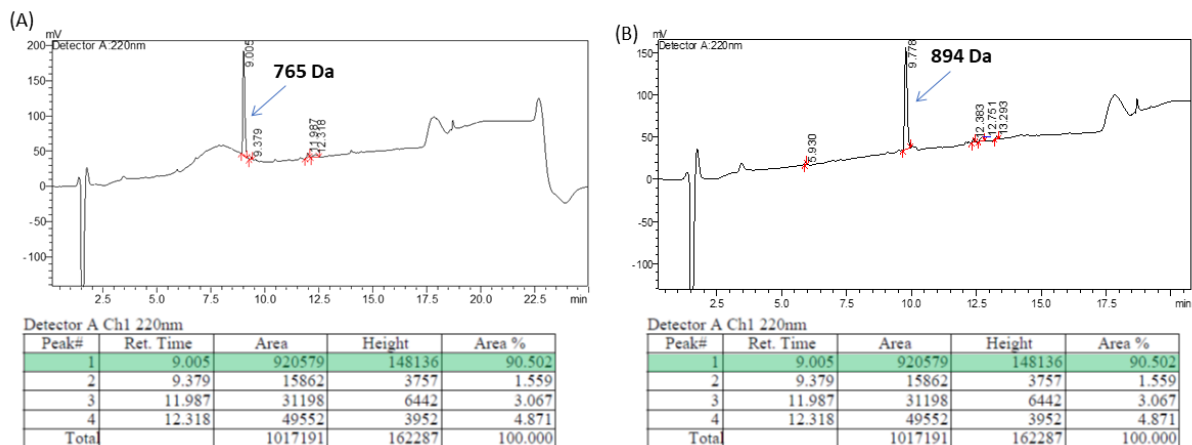 (A)
mV
Detector A:220nm
200
150
100
50
0
-50
-100
9.005
9.379
11.987
12.318
765 Da
2.5 5.0 7.5 10.0 12.5 15.0 17.5 20.0 22.5 min
Detector A Ch1 220nm
Peak# Ret. Time Area Height Area %
1 9.005 920579 148136 90.502
2 9.379 15862 3757 1.559
3 11.987 31198 6442 3.067
4 12.318 49552 3952 4.871
Total 1017191 162287 100.000
(B)
mV
Detector A:220nm
150
100
50
0
-50
-100
5.930
9.778
12.383
12.751
13.293
894 Da
2.5 5.0 7.5 10.0 12.5 15.0 17.5 min
Detector A Ch1 220nm
Peak# Ret. Time Area Height Area %
1 9.005 920579 148136 90.502
2 9.379 15862 3757 1.559
3 11.987 31198 6442 3.067
4 12.318 49552 3952 4.871
Total 1017191 162287 100.000